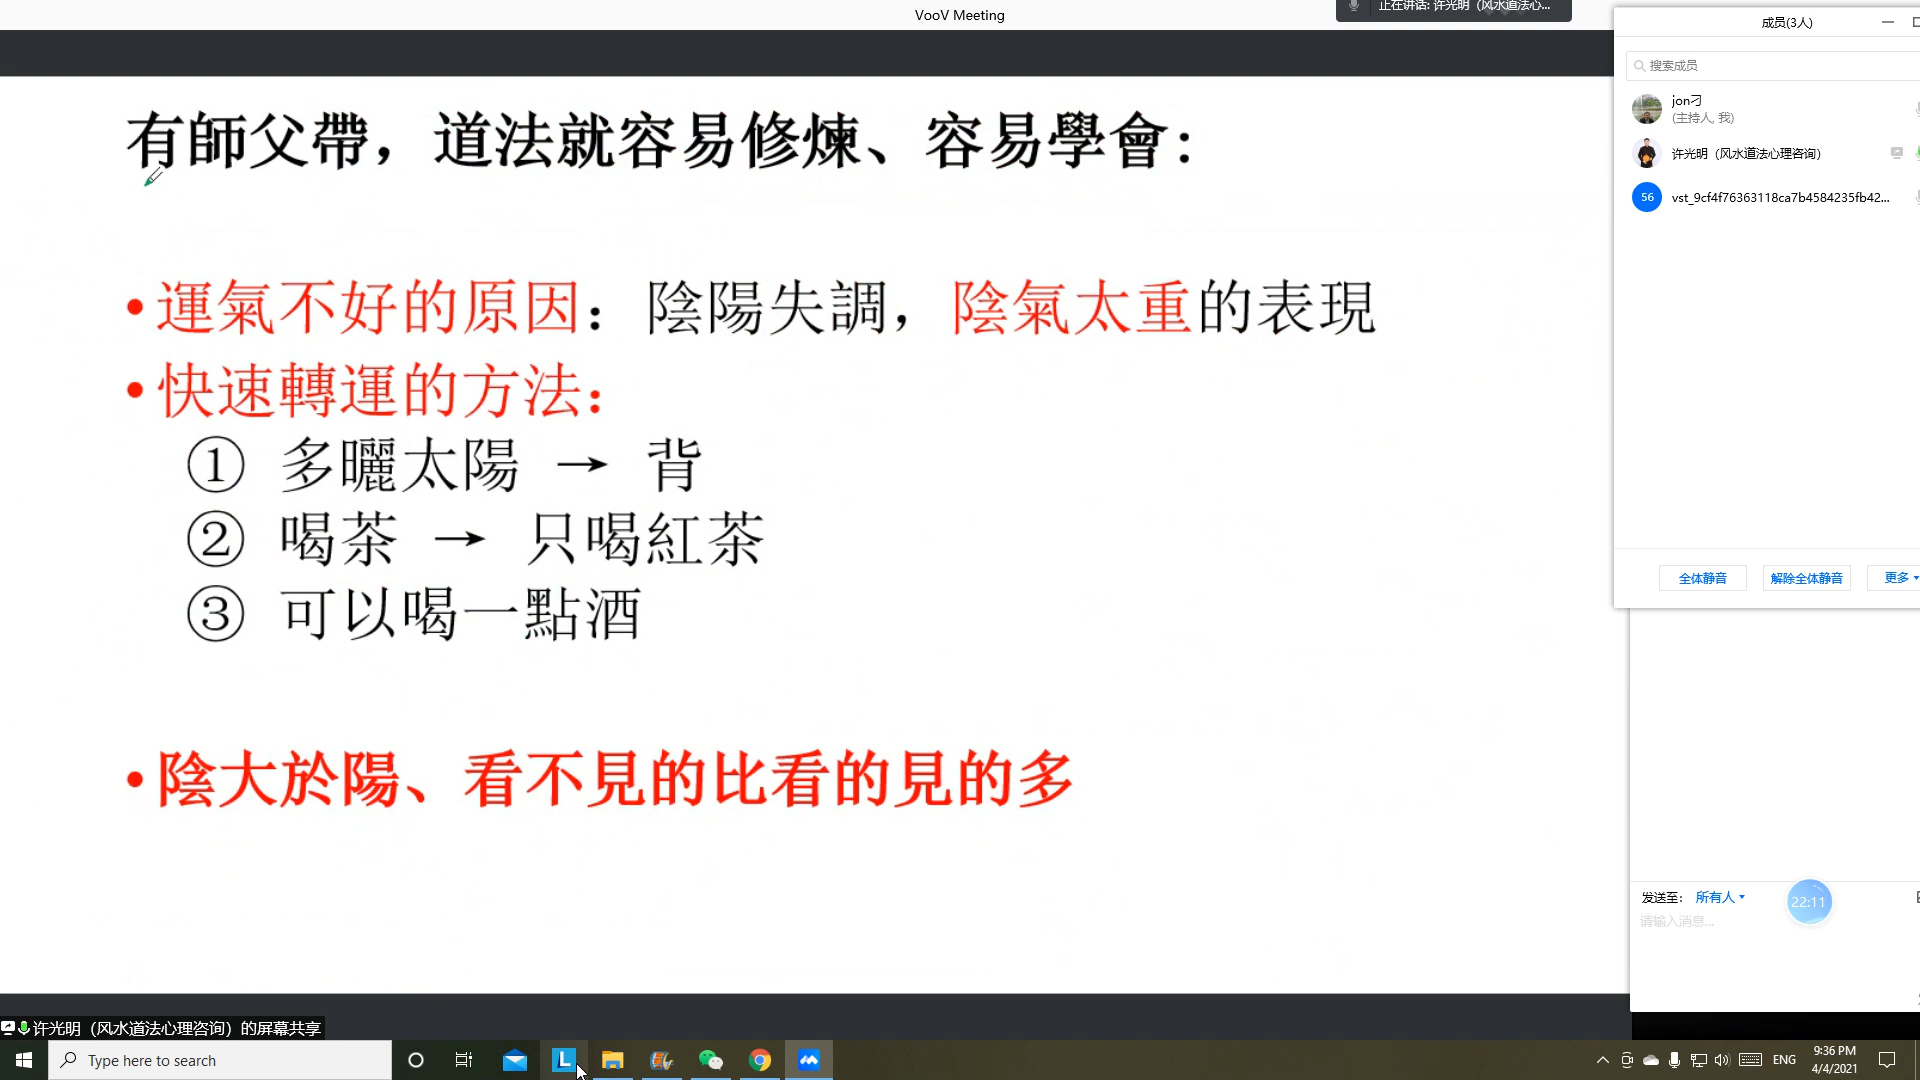 VooV Meeting
正在讲话: 许光明（风水道法心...
成员(3人)
搜索成员
jon刁
(主持人, 我)
许光明（风水道法心理咨询）
56
vst_9cf4f76363118ca7b4584235fb42...
有師父帶，道法就容易修煉、容易學會：
•運氣不好的原因：陰陽失調，陰氣太重的表現
•快速轉運的方法：
① 多曬太陽 → 背
② 喝茶 → 只喝紅茶
③ 可以喝一點酒
•陰大於陽、看不見的比看的見的多
全体静音
解除全体静音
更多
发送至： 所有人
22:11
请输入消息...
许光明（风水道法心理咨询）的屏幕共享
Type here to search
ENG
9:36 PM
4/4/2021